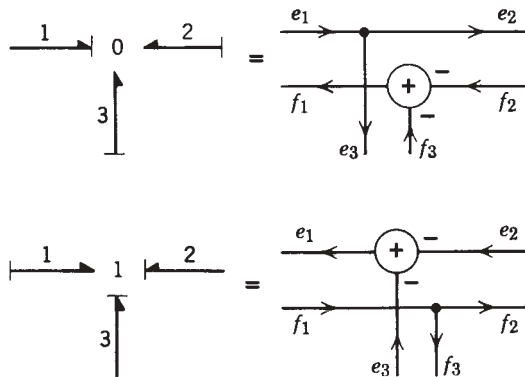 e₁ e₂
1 0 2 =
+ − f₁ f₂
3 −
e₃ f₃
e₁ − e₂
1 1 2 = +
−
f₁ f₂
3
e₃ f₃